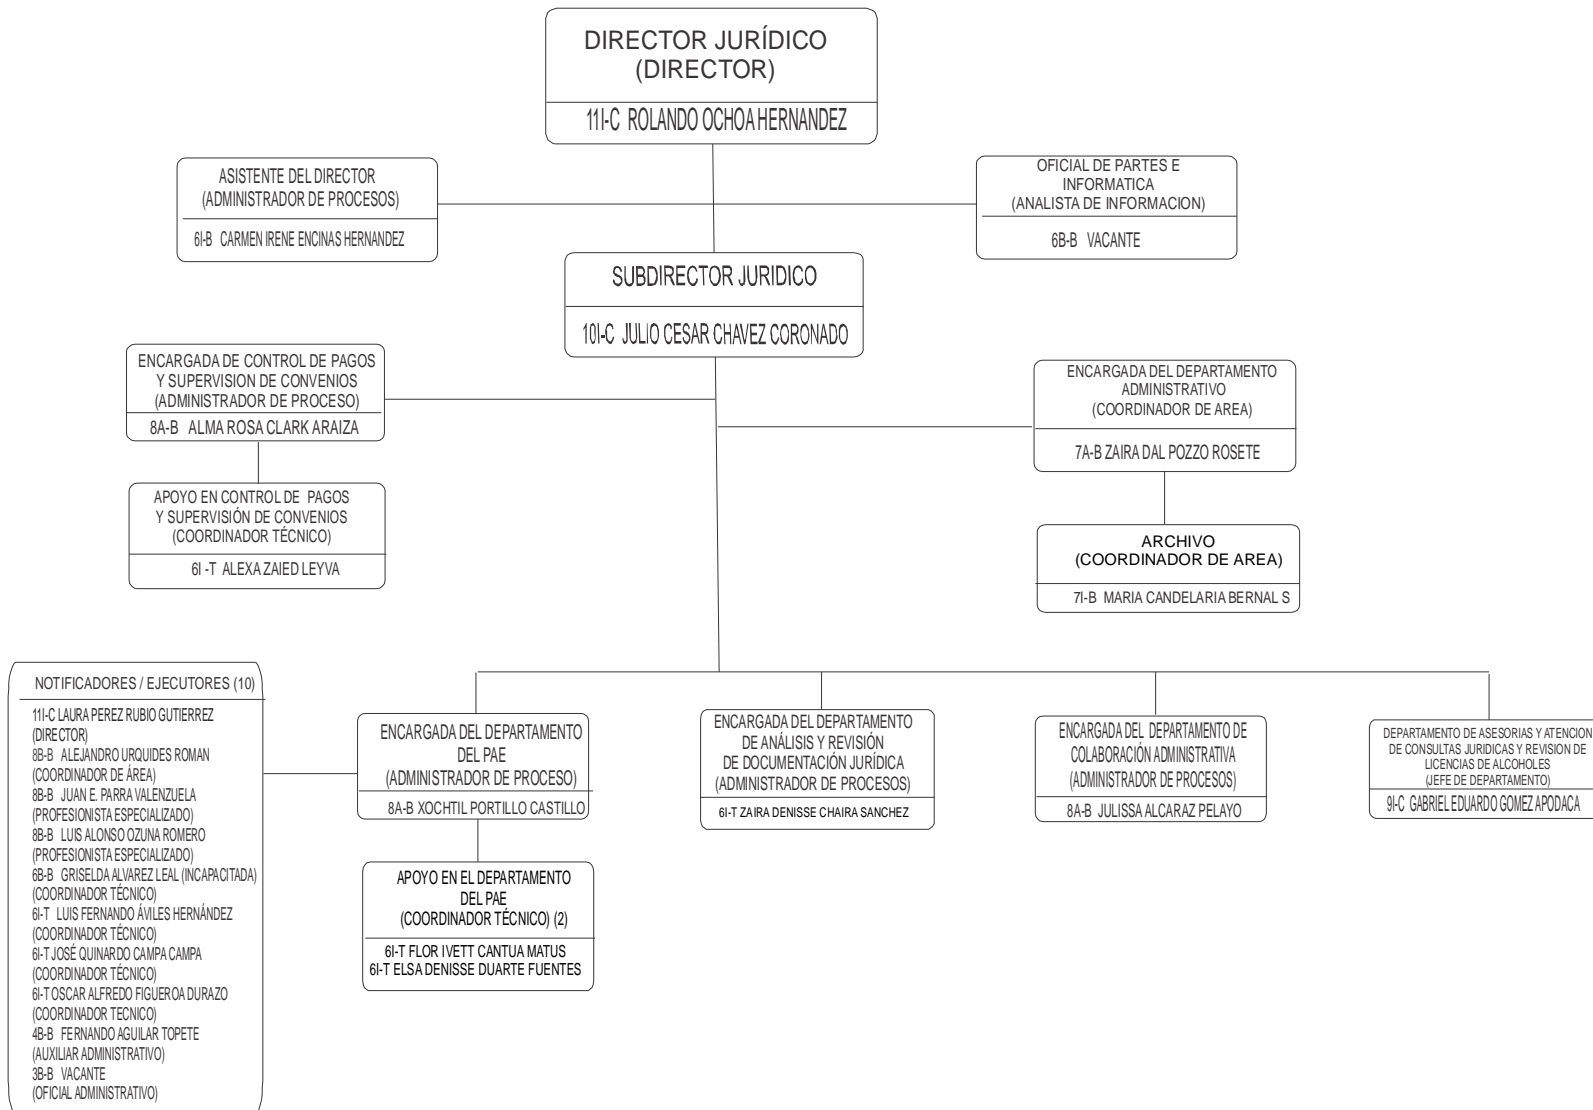 DIRECTOR JURÍDICO
(DIRECTOR)
11I-C ROLANDO OCHOA HERNANDEZ
ASISTENTE DEL DIRECTOR
(ADMINISTRADOR DE PROCESOS)
6I-B CARMEN IRENE ENCINAS HERNANDEZ
OFICIAL DE PARTES E
INFORMATICA
(ANALISTA DE INFORMACION)
6B-B VACANTE
SUBDIRECTOR JURIDICO
10I-C JULIO CESAR CHAVEZ CORONADO
ENCARGADA DE CONTROL DE PAGOS
Y SUPERVISION DE CONVENIOS
(ADMINISTRADOR DE PROCESO)
8A-B ALMA ROSA CLARK ARAIZA
ENCARGADA DEL DEPARTAMENTO
ADMINISTRATIVO
(COORDINADOR DE AREA)
7A-B ZAIRA DAL POZZO ROSETE
APOYO EN CONTROL DE PAGOS
Y SUPERVISIÓN DE CONVENIOS
(COORDINADOR TÉCNICO)
6I -T ALEXA ZAIED LEYVA
ARCHIVO
(COORDINADOR DE AREA)
7I-B MARIA CANDELARIA BERNAL S
NOTIFICADORES / EJECUTORES (10)
11I-C LAURA PEREZ RUBIO GUTIERREZ
(DIRECTOR)
8B-B ALEJANDRO URQUIDES ROMAN
(COORDINADOR DE ÁREA)
8B-B JUAN E. PARRA VALENZUELA
(PROFESIONISTA ESPECIALIZADO)
8B-B LUIS ALONSO OZUNA ROMERO
(PROFESIONISTA ESPECIALIZADO)
6B-B GRISELDA ALVAREZ LEAL (INCAPACITADA)
(COORDINADOR TÉCNICO)
6I-T LUIS FERNANDO ÁVILES HERNÁNDEZ
(COORDINADOR TÉCNICO)
6I-T JOSÉ QUINARDO CAMPA CAMPA
(COORDINADOR TÉCNICO)
6I-T OSCAR ALFREDO FIGUEROA DURAZO
(COORDINADOR TECNICO)
4B-B FERNANDO AGUILAR TOPETE
(AUXILIAR ADMINISTRATIVO)
3B-B VACANTE
(OFICIAL ADMINISTRATIVO)
ENCARGADA DEL DEPARTAMENTO
DEL PAE
(ADMINISTRADOR DE PROCESO)
8A-B XOCHTIL PORTILLO CASTILLO
APOYO EN EL DEPARTAMENTO
DEL PAE
(COORDINADOR TÉCNICO) (2)
6I-T FLOR IVETT CANTUA MATUS
6I-T ELSA DENISSE DUARTE FUENTES
ENCARGADA DEL DEPARTAMENTO
DE ANÁLISIS Y REVISIÓN
DE DOCUMENTACIÓN JURÍDICA
(ADMINISTRADOR DE PROCESOS)
6I-T ZAIRA DENISSE CHAIRA SANCHEZ
ENCARGADA DEL DEPARTAMENTO DE
COLABORACIÓN ADMINISTRATIVA
(ADMINISTRADOR DE PROCESOS)
8A-B JULISSA ALCARAZ PELAYO
DEPARTAMENTO DE ASESORIAS Y ATENCION
DE CONSULTAS JURIDICAS Y REVISION DE
LICENCIAS DE ALCOHOLES
(JEFE DE DEPARTAMENTO)
9I-C GABRIEL EDUARDO GOMEZ APODACA